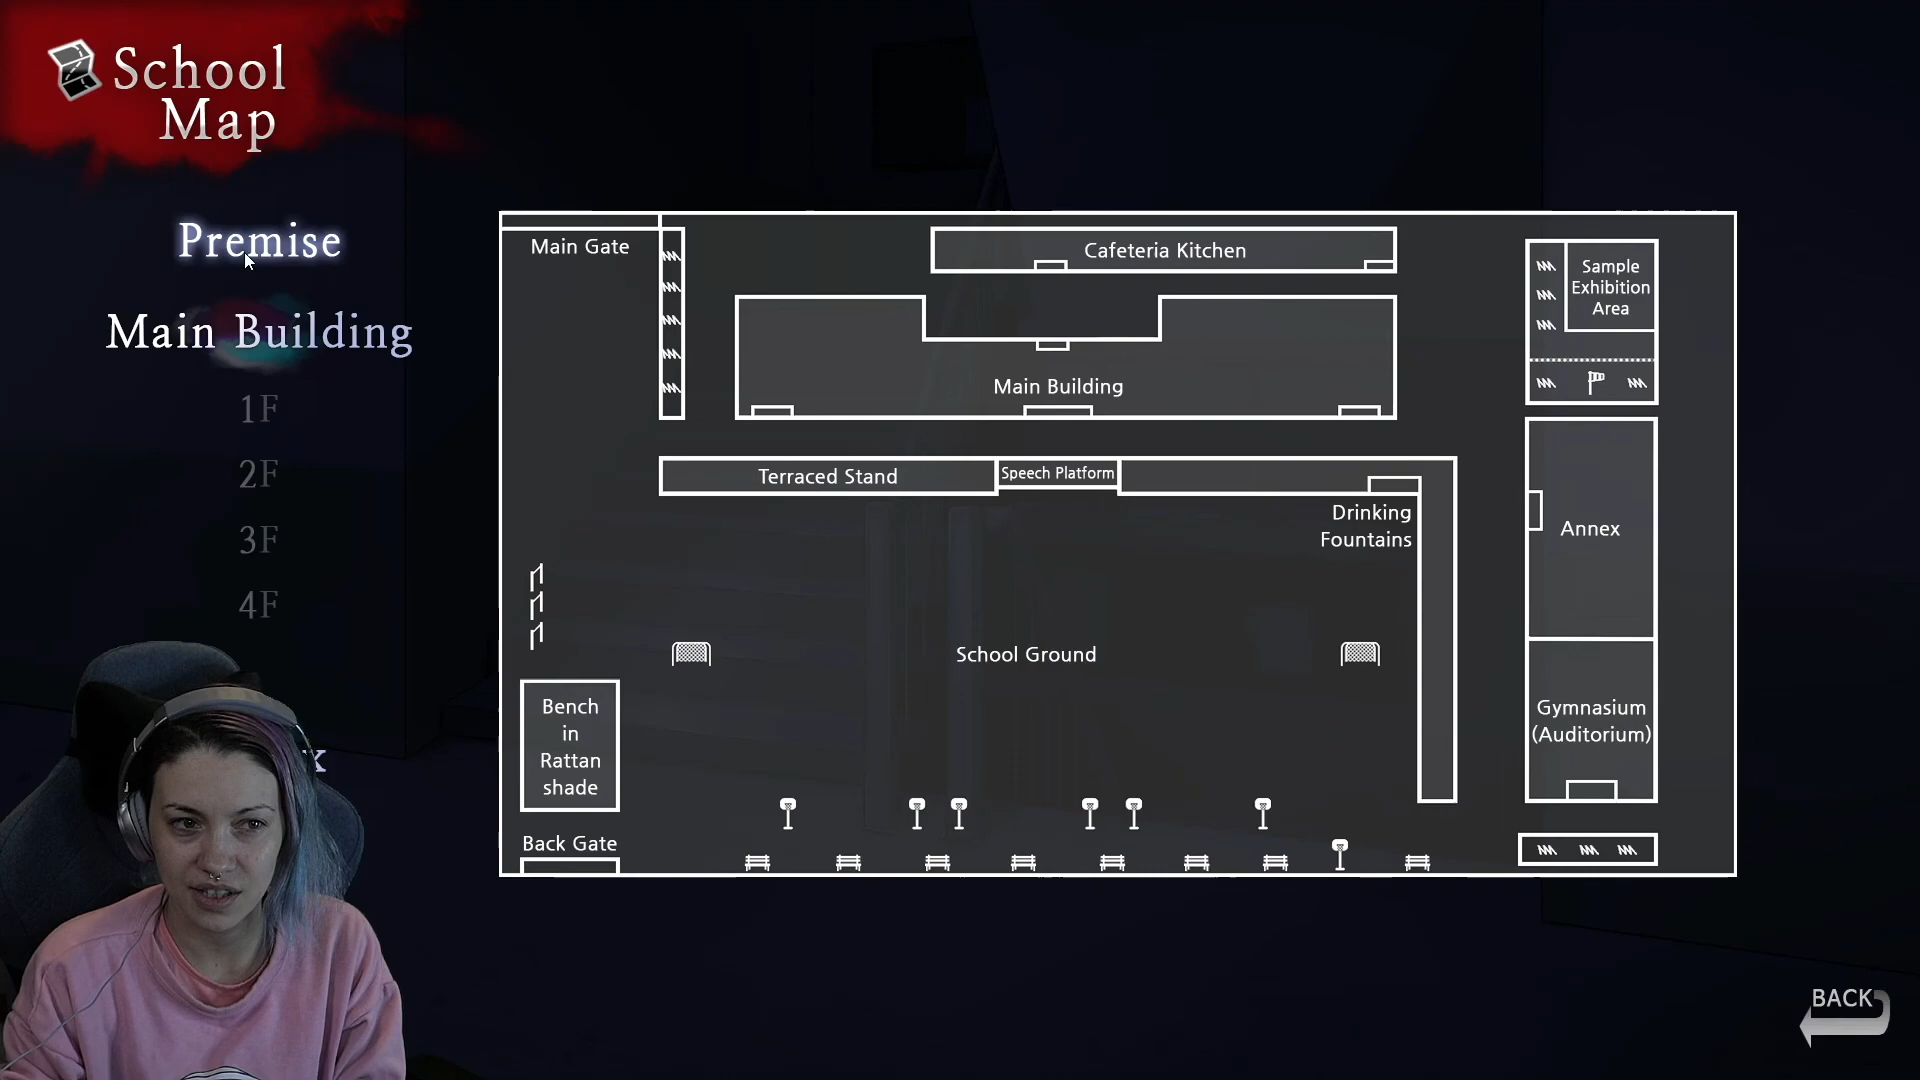 School
Map
Premise
Main Building
1F
2F
3F
4F
x
Main Gate
Cafeteria Kitchen
Sample
Exhibition
Area
Main Building
Terraced Stand
Speech Platform
Drinking
Fountains
Annex
School Ground
Bench
in
Rattan
shade
Gymnasium
(Auditorium)
Back Gate
BACK